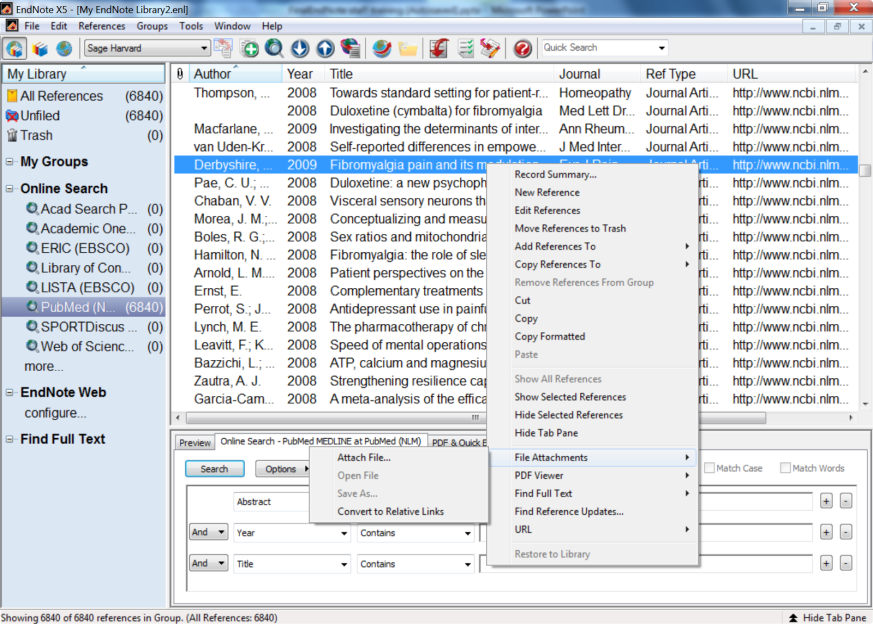 EndNote X5 - [My EndNote Library2.enl]
File Edit References Groups Tools Window Help
Sage Harvard
Quick Search
My Library
All References (6840)
Unfiled (6840)
Trash (0)
My Groups
Online Search
Acad Search P... (0)
Academic One... (0)
ERIC (EBSCO) (0)
Library of Con... (0)
LISTA (EBSCO) (0)
PubMed (N... (6840)
SPORTDiscus ... (0)
Web of Scienc... (0)
more...
EndNote Web
configure...
Find Full Text
Author Year Title Journal Ref Type URL
Thompson, ... 2008 Towards standard setting for patient-r... Homeopathy Journal Arti... http://www.ncbi.nlm...
2008 Duloxetine (cymbalta) for fibromyalgia Med Lett Dr... Journal Arti... http://www.ncbi.nlm...
Macfarlane, ... 2009 Investigating the determinants of inter... Ann Rheum... Journal Arti... http://www.ncbi.nlm...
van Uden-Kr... 2008 Self-reported differences in empowe... J Med Inter... Journal Arti... http://www.ncbi.nlm...
Derbyshire, ... 2009 Fibromyalgia pain and its Journal Arti... http://www.ncbi.nlm...
Pae, C. U.; ... 2008 Duloxetine: a new psychoph Arti... http://www.ncbi.nlm...
Chaban, V. V. 2008 Visceral sensory neurons th Arti... http://www.ncbi.nlm...
Morea, J. M.;... 2008 Conceptualizing and measu Arti... http://www.ncbi.nlm...
Boles, R. G.;... 2008 Sex ratios and mitochondria Arti... http://www.ncbi.nlm...
Hamilton, N. ... 2008 Fibromyalgia: the role of sle Arti... http://www.ncbi.nlm...
Arnold, L. M.... 2008 Patient perspectives on the Arti... http://www.ncbi.nlm...
Ernst, E. 2008 Complementary treatments Arti... http://www.ncbi.nlm...
Perrot, S.; J... 2008 Antidepressant use in painfu Arti... http://www.ncbi.nlm...
Lynch, M. E. 2008 The pharmacotherapy of chr Arti... http://www.ncbi.nlm...
Leavitt, F.; K... 2008 Speed of mental operations Arti... http://www.ncbi.nlm...
Bazzichi, L.; ... 2008 ATP, calcium and magnesiu Arti... http://www.ncbi.nlm...
Zautra, A. J. 2008 Strengthening resilience cap Arti... http://www.ncbi.nlm...
Garcia-Cam... 2008 A meta-analysis of the effica Arti... http://www.ncbi.nlm...
Record Summary...
New Reference
Edit References
Move References to Trash
Add References To
Copy References To
Remove References From Group
Cut
Copy
Copy Formatted
Paste
Show All References
Show Selected References
Hide Selected References
Hide Tab Pane
File Attachments
PDF Viewer
Find Full Text
Find Reference Updates...
URL
Restore to Library
Attach File...
Open File
Save As...
Convert to Relative Links
Preview Online Search - PubMed MEDLINE at PubMed (NLM) PDF & Quick E
Search Options Match Case Match Words
Abstract + -
And Year Contains + -
And Title Contains + -
Showing 6840 of 6840 references in Group. (All References: 6840) Hide Tab Pane